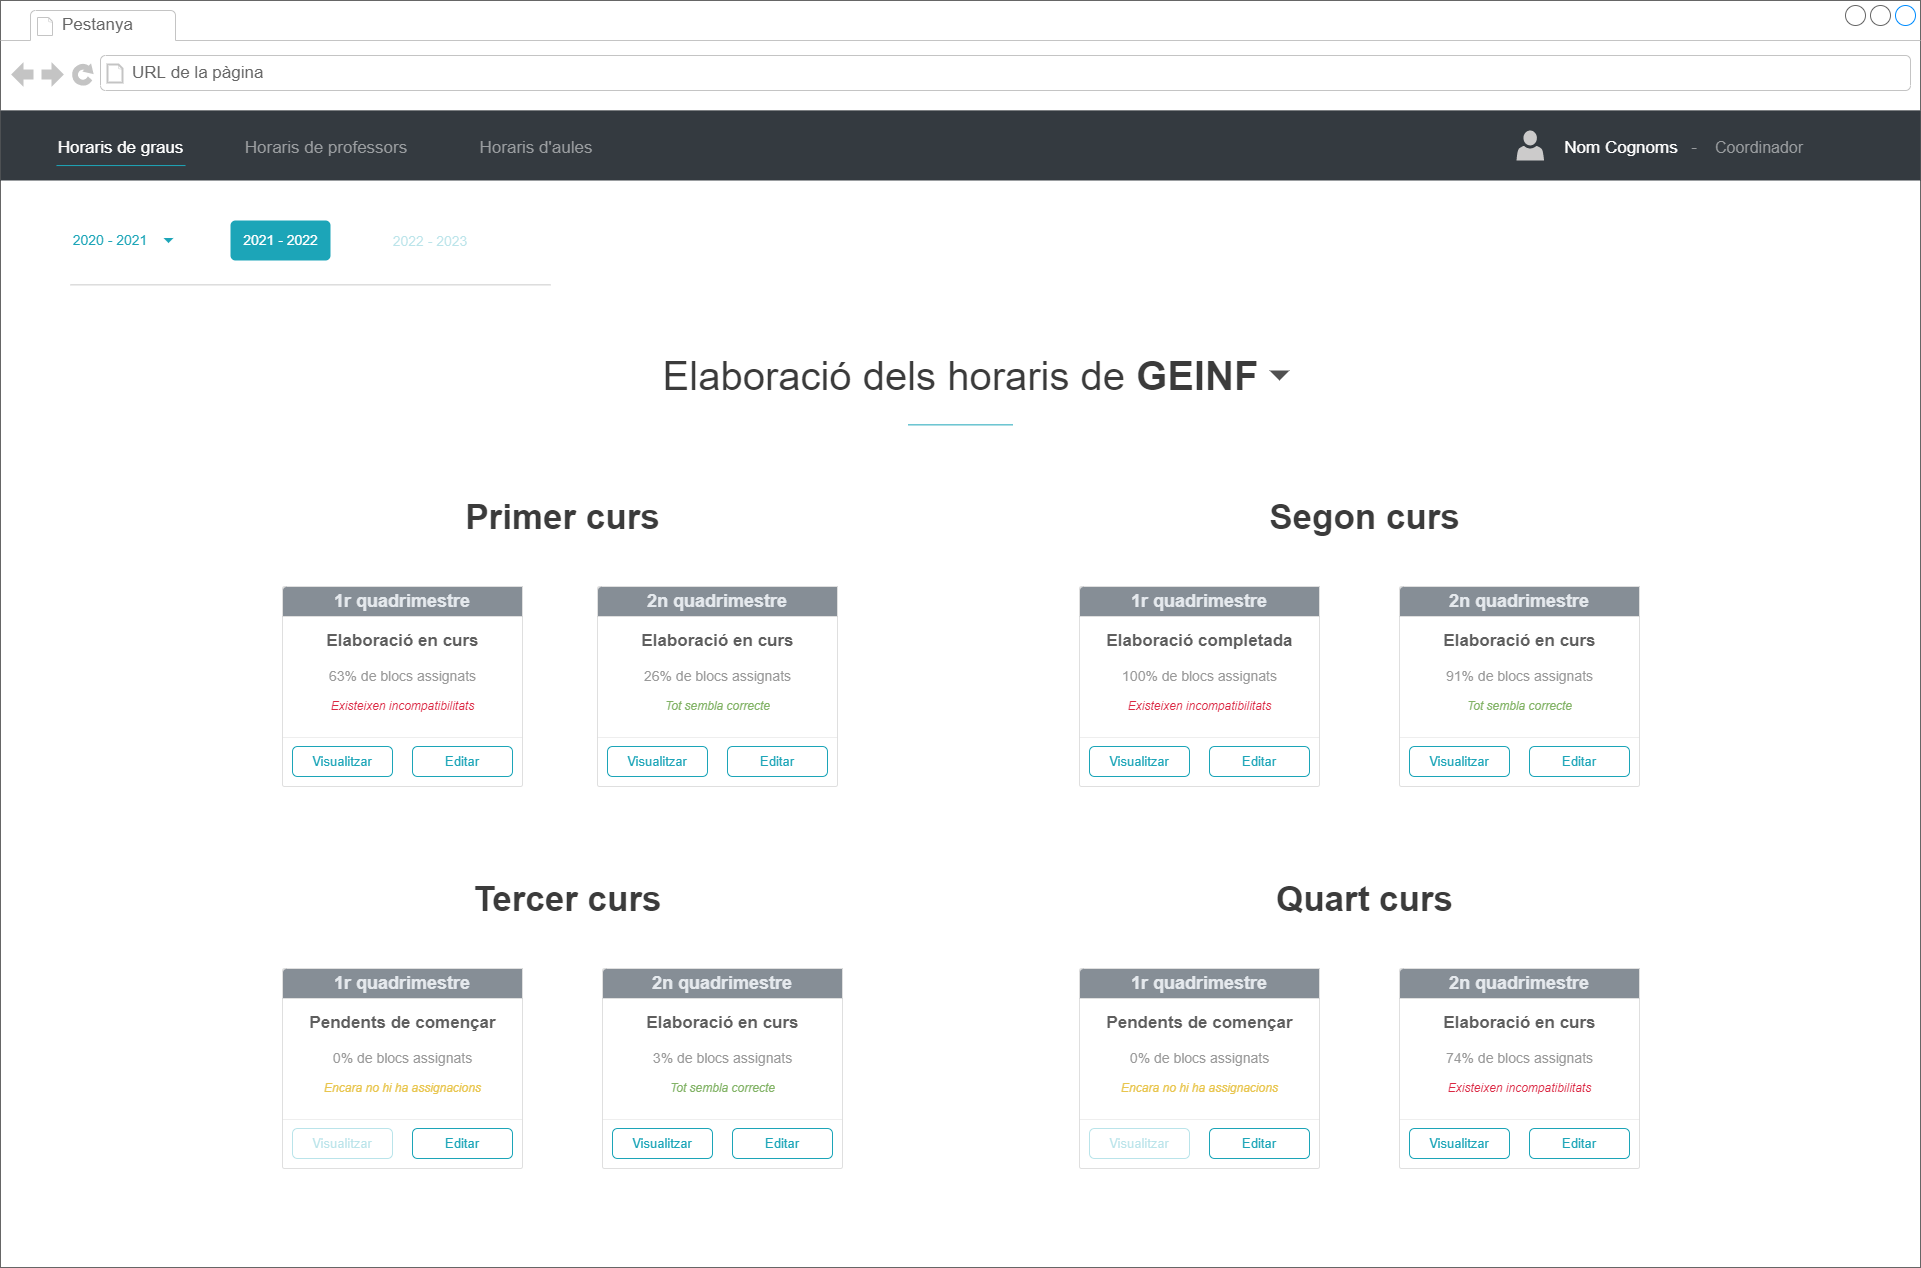 Pestanya
URL de la pàgina
Horaris de graus
Horaris de professors
Horaris d'aules
Nom Cognoms - Coordinador
2020 - 2021
2021 - 2022
2022 - 2023
Elaboració dels horaris de GEINF
Primer curs
1r quadrimestre
Elaboració en curs
63% de blocs assignats
Existeixen incompatibilitats
Visualitzar
Editar
2n quadrimestre
Elaboració en curs
26% de blocs assignats
Tot sembla correcte
Visualitzar
Editar
Segon curs
1r quadrimestre
Elaboració completada
100% de blocs assignats
Existeixen incompatibilitats
Visualitzar
Editar
2n quadrimestre
Elaboració en curs
91% de blocs assignats
Tot sembla correcte
Visualitzar
Editar
Tercer curs
1r quadrimestre
Pendents de començar
0% de blocs assignats
Encara no hi ha assignacions
Visualitzar
Editar
2n quadrimestre
Elaboració en curs
3% de blocs assignats
Tot sembla correcte
Visualitzar
Editar
Quart curs
1r quadrimestre
Pendents de començar
0% de blocs assignats
Encara no hi ha assignacions
Visualitzar
Editar
2n quadrimestre
Elaboració en curs
74% de blocs assignats
Existeixen incompatibilitats
Visualitzar
Editar